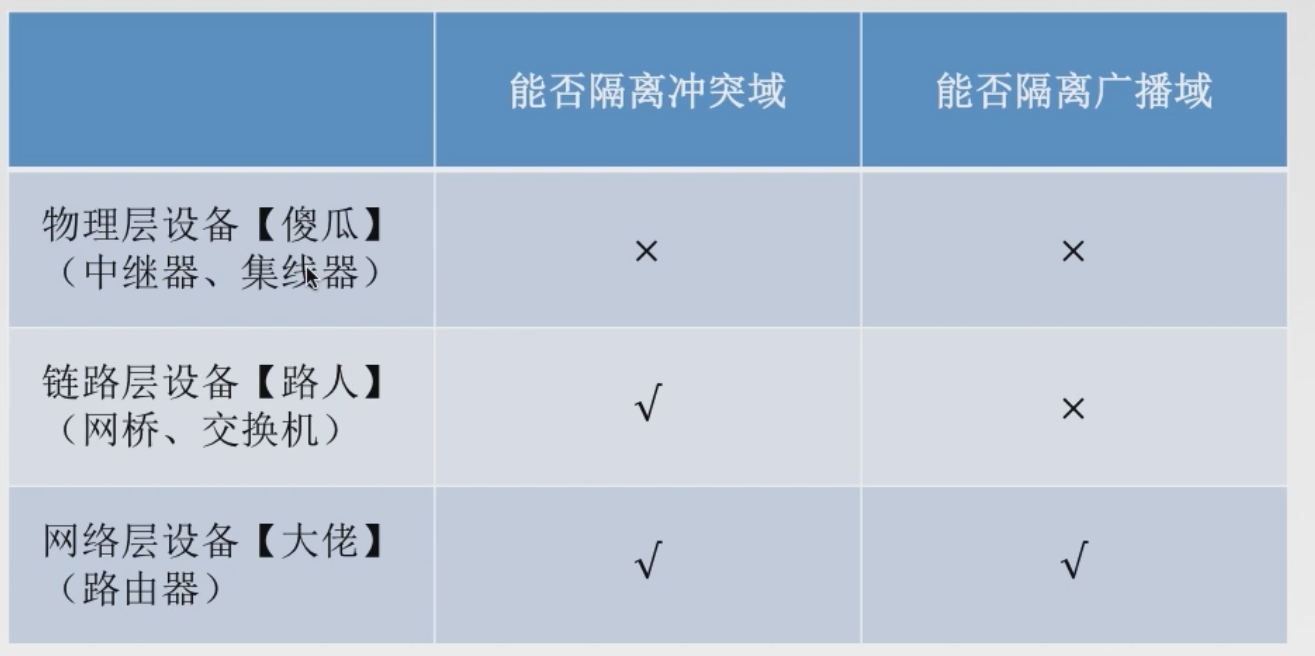 能否隔离冲突域
能否隔离广播域
物理层设备【傻瓜】
（中继器、集线器）
×
×
链路层设备【路人】
（网桥、交换机）
√
×
网络层设备【大佬】
（路由器）
√
√